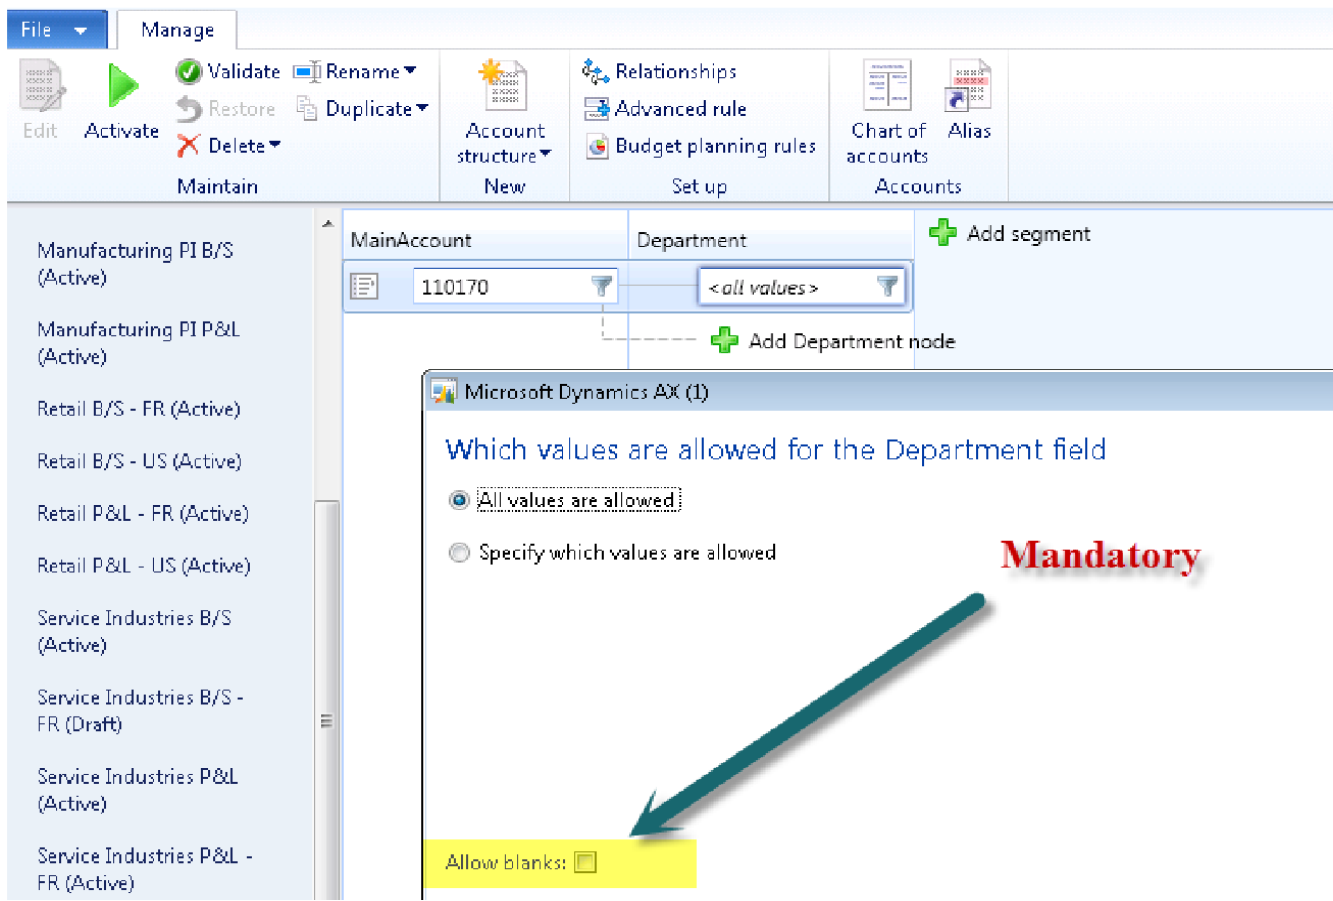 File
Manage
Edit
Activate
Validate
Restore
Delete
Rename
Duplicate
Maintain
Account
structure
New
Relationships
Advanced rule
Budget planning rules
Set up
Chart of
accounts
Alias
Accounts
Manufacturing PI B/S
(Active)
Manufacturing PI P&L
(Active)
Retail B/S - FR (Active)
Retail B/S - US (Active)
Retail P&L - FR (Active)
Retail P&L - US (Active)
Service Industries B/S
(Active)
Service Industries B/S -
FR (Draft)
Service Industries P&L
(Active)
Service Industries P&L -
FR (Active)
MainAccount
Department
Add segment
110170
<all values>
Add Department node
Microsoft Dynamics AX (1)
Which values are allowed for the Department field
All values are allowed
Specify which values are allowed
Mandatory
Allow blanks: